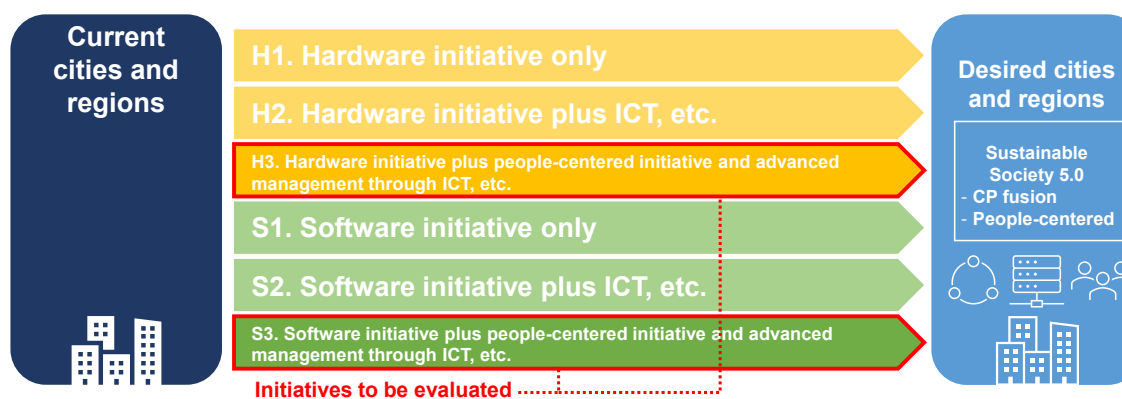 Current
cities and
regions
H1. Hardware initiative only
H2. Hardware initiative plus ICT, etc.
H3. Hardware initiative plus people-centered initiative and advanced
management through ICT, etc.
S1. Software initiative only
S2. Software initiative plus ICT, etc.
S3. Software initiative plus people-centered initiative and advanced
management through ICT, etc.
Initiatives to be evaluated
Desired cities
and regions
Sustainable
Society 5.0
- CP fusion
- People-centered